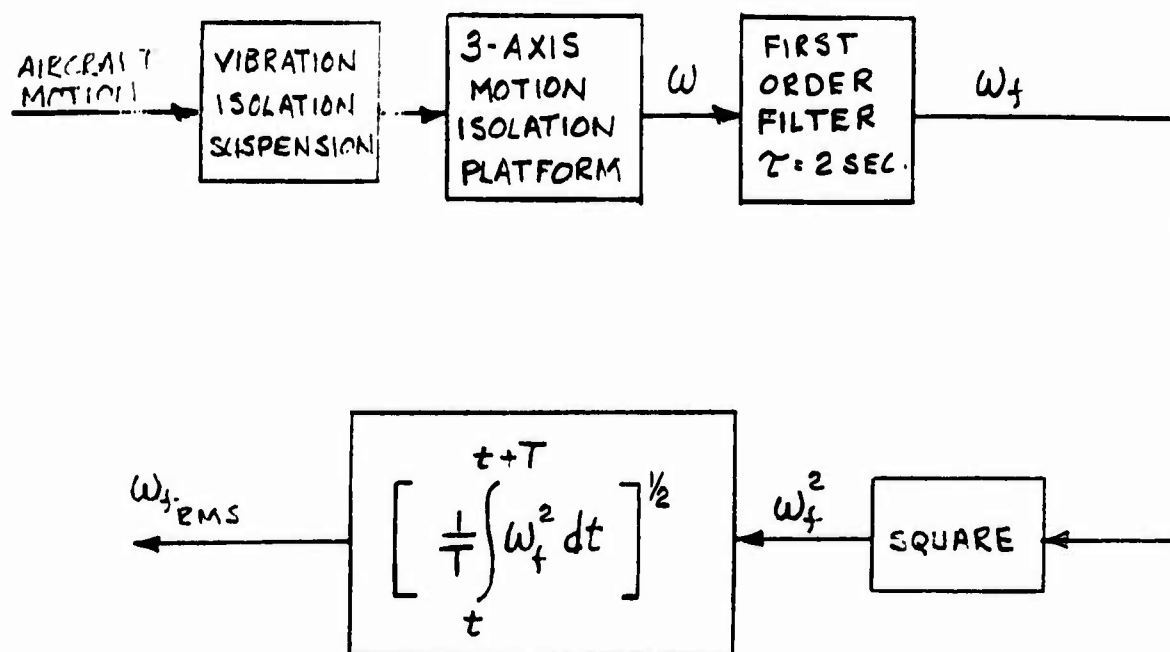 AIRCRAFT
MOTION
VIBRATION
ISOLATION
SUSPENSION
3-AXIS
MOTION
ISOLATION
PLATFORM
ω
FIRST
ORDER
FILTER
τ = 2 SEC.
ω_f
ω_f RMS
[ 1/T ∫_t^{t+T} ω_f² dt ]^{1/2}
ω_f²
SQUARE